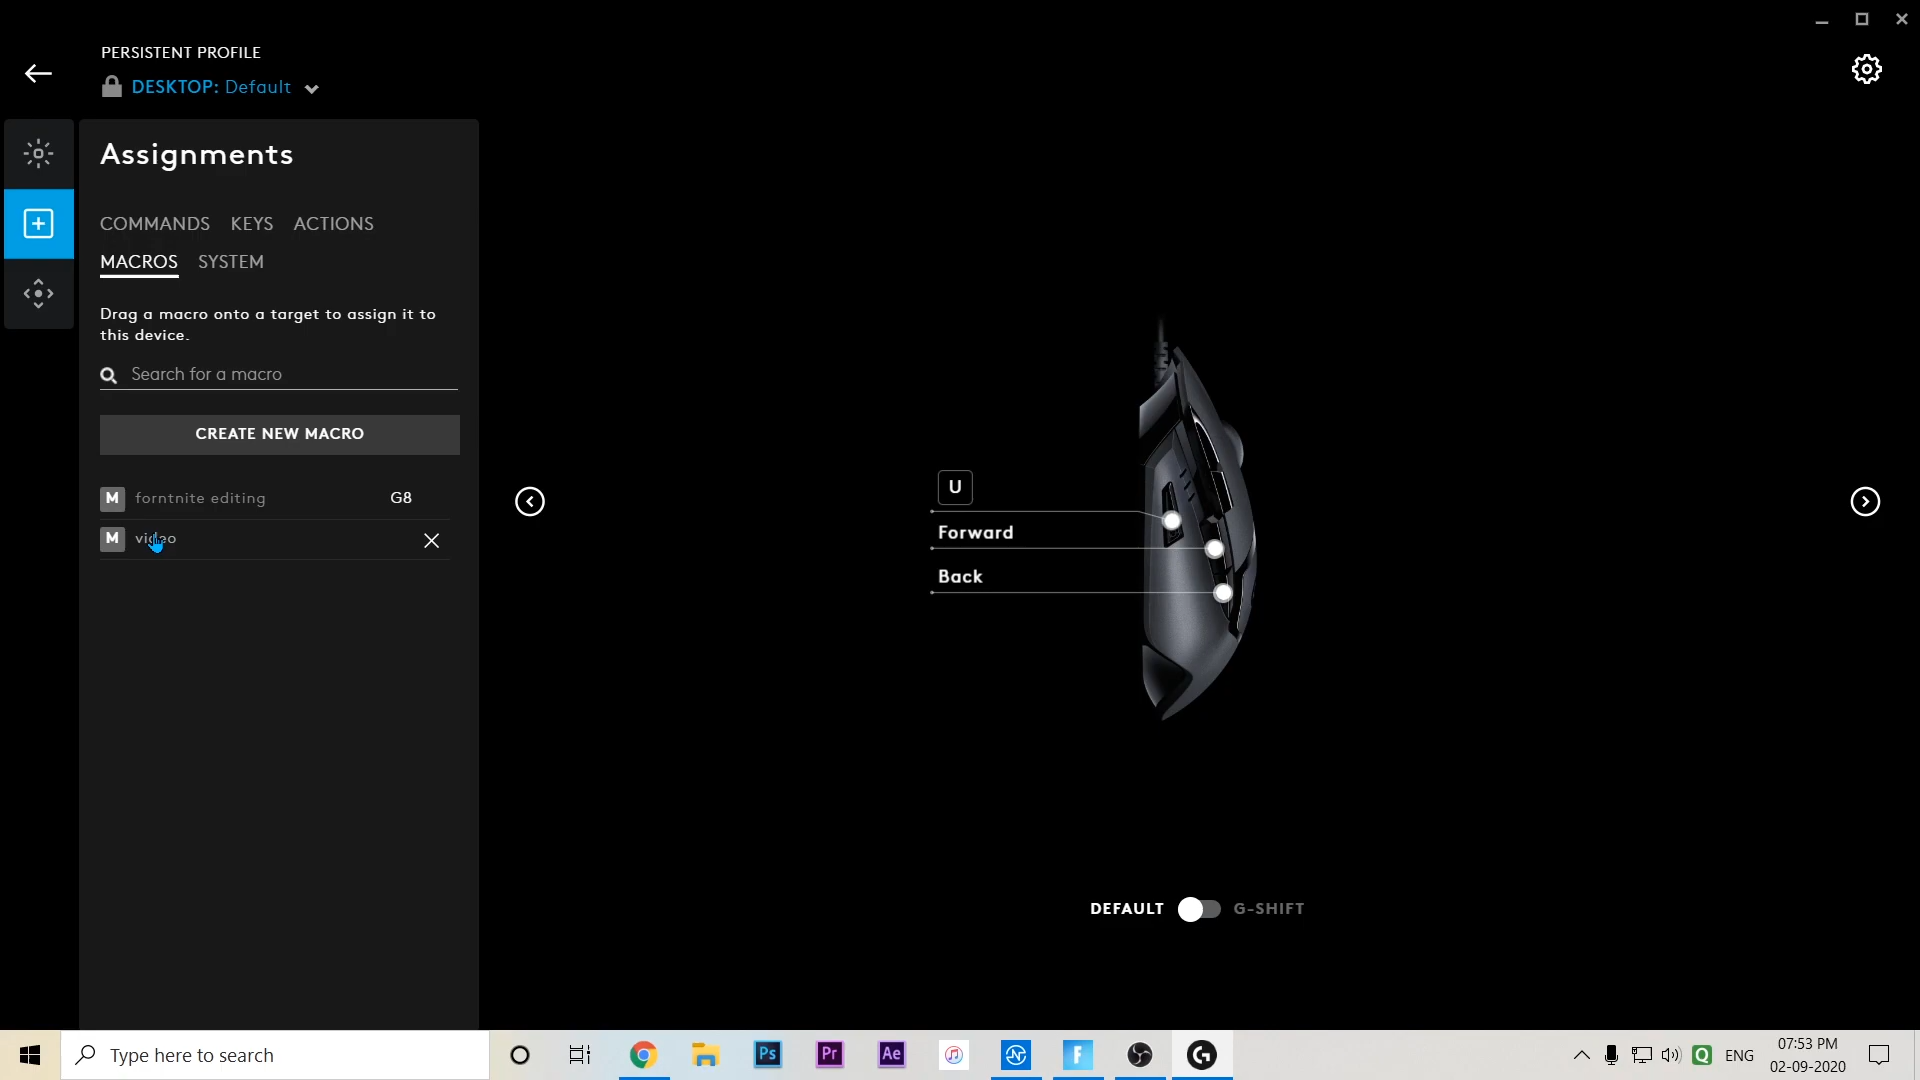 PERSISTENT PROFILE
DESKTOP: Default
Assignments
COMMANDS KEYS ACTIONS
MACROS SYSTEM
Drag a macro onto a target to assign it to
this device.
Search for a macro
CREATE NEW MACRO
M forntnite editing G8
M video
U
Forward
Back
DEFAULT G-SHIFT
Type here to search
Ps Pr Ae N F G Q ENG
07:53 PM
02-09-2020